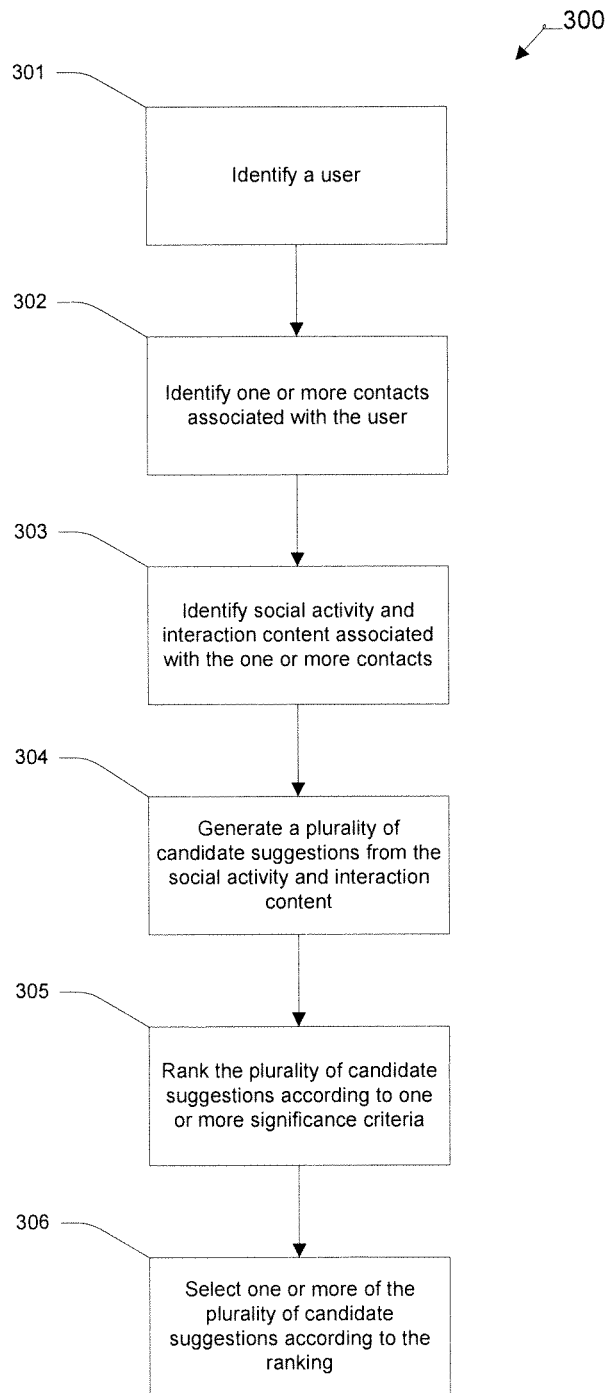 300
301
Identify a user
302
Identify one or more contacts
associated with the user
303
Identify social activity and
interaction content associated
with the one or more contacts
304
Generate a plurality of
candidate suggestions from the
social activity and interaction
content
305
Rank the plurality of candidate
suggestions according to one
or more significance criteria
306
Select one or more of the
plurality of candidate
suggestions according to the
ranking